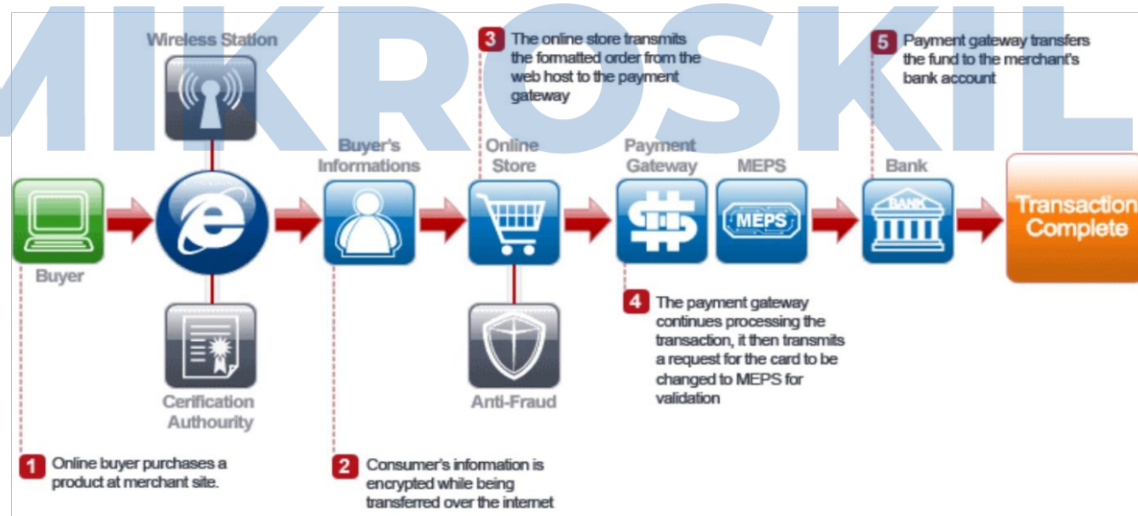 MIKROSKIL
Wireless Station
3 The online store transmits
the formatted order from the
web host to the payment
gateway
5 Payment gateway transfers
the fund to the merchant's
bank account
Buyer's
Informations
Online
Store
Payment
Gateway
MEPS
Bank
e
MEPS
BANK
Transaction
Complete
Buyer
Cerification
Authourity
Anti-Fraud
4 The payment gateway
continues processing the
transaction, it then transmits
a request for the card to be
changed to MEPS for
validation
1 Online buyer purchases a
product at merchant site.
2 Consumer's information is
encrypted while being
transferred over the internet